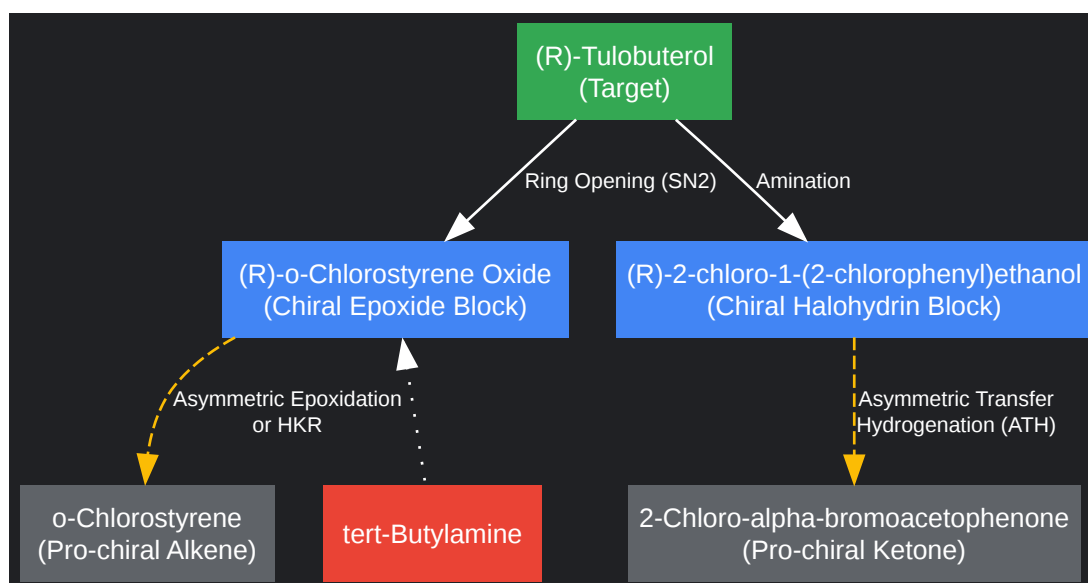 (R)-Tulobuterol
(Target)
Ring Opening (SN2)
Amination
(R)-o-Chlorostyrene Oxide
(Chiral Epoxide Block)
(R)-2-chloro-1-(2-chlorophenyl)ethanol
(Chiral Halohydrin Block)
Asymmetric Epoxidation
or HKR
Asymmetric Transfer
Hydrogenation (ATH)
o-Chlorostyrene
(Pro-chiral Alkene)
tert-Butylamine
2-Chloro-alpha-bromoacetophenone
(Pro-chiral Ketone)